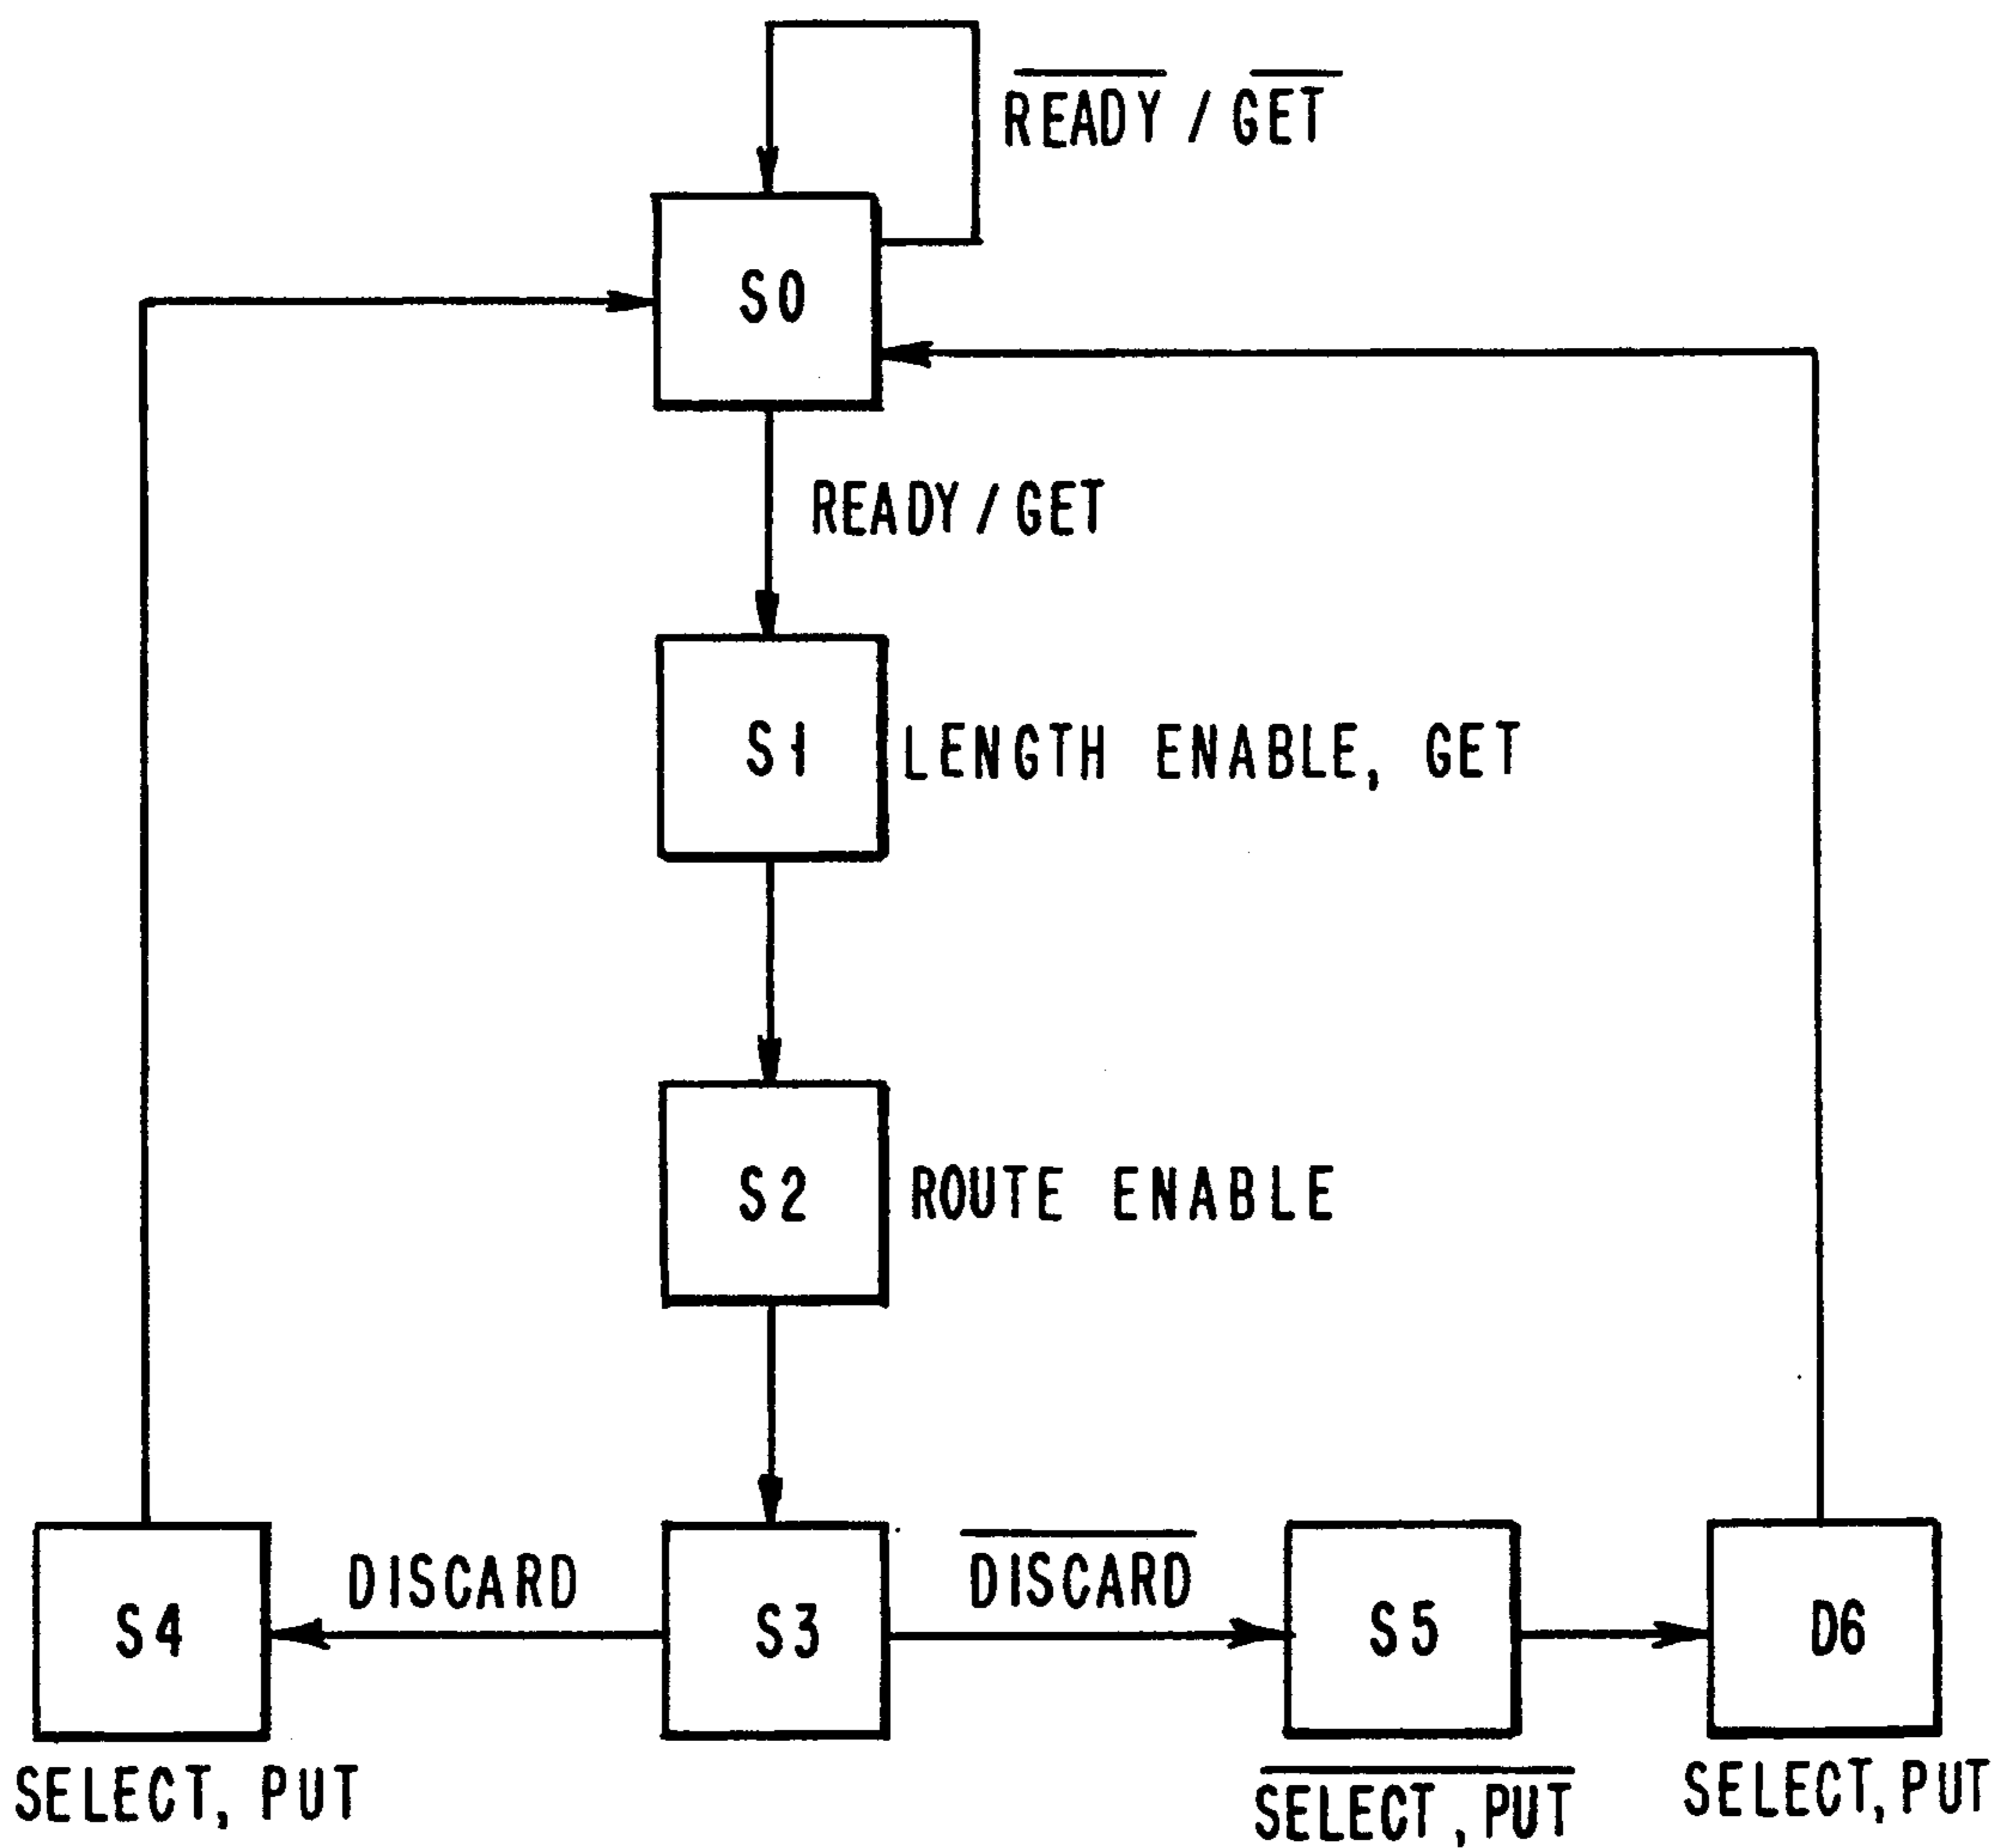 READY / GET
S0
READY / GET
S1
LENGTH ENABLE, GET
S2
ROUTE ENABLE
DISCARD
DISCARD
S4
S3
S5
D6
SELECT, PUT
SELECT, PUT
SELECT, PUT